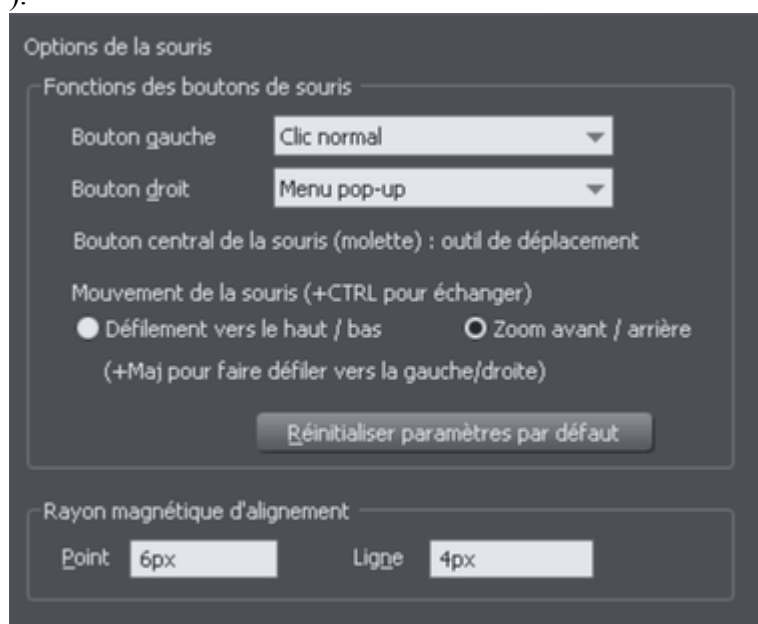 ).
Options de la souris
Fonctions des boutons de souris
Bouton gauche Clic normal
Bouton droit Menu pop-up
Bouton central de la souris (molette) : outil de déplacement
Mouvement de la souris (+CTRL pour échanger)
Défilement vers le haut / bas Zoom avant / arrière
(+Maj pour faire défiler vers la gauche/droite)
Réinitialiser paramètres par défaut
Rayon magnétique d'alignement
Point 6px Ligne 4px